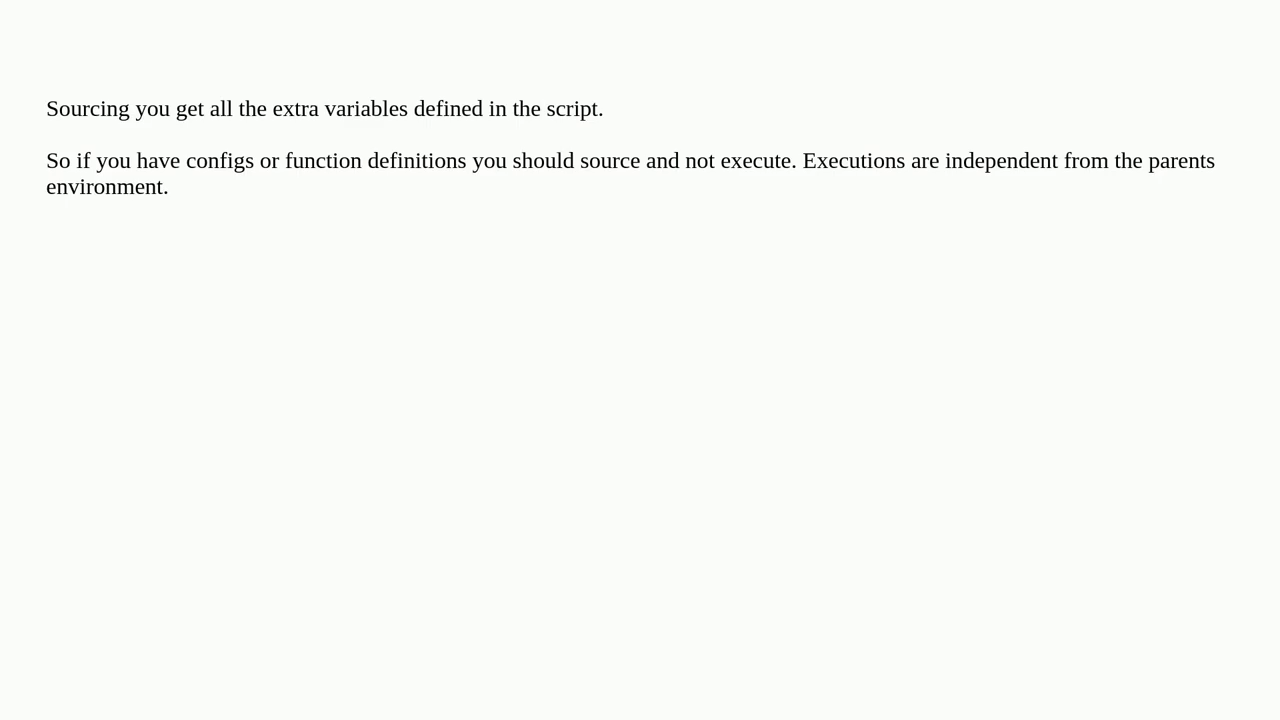 Sourcing you get all the extra variables defined in the script.
So if you have configs or function definitions you should source and not execute. Executions are independent from the parents
environment.